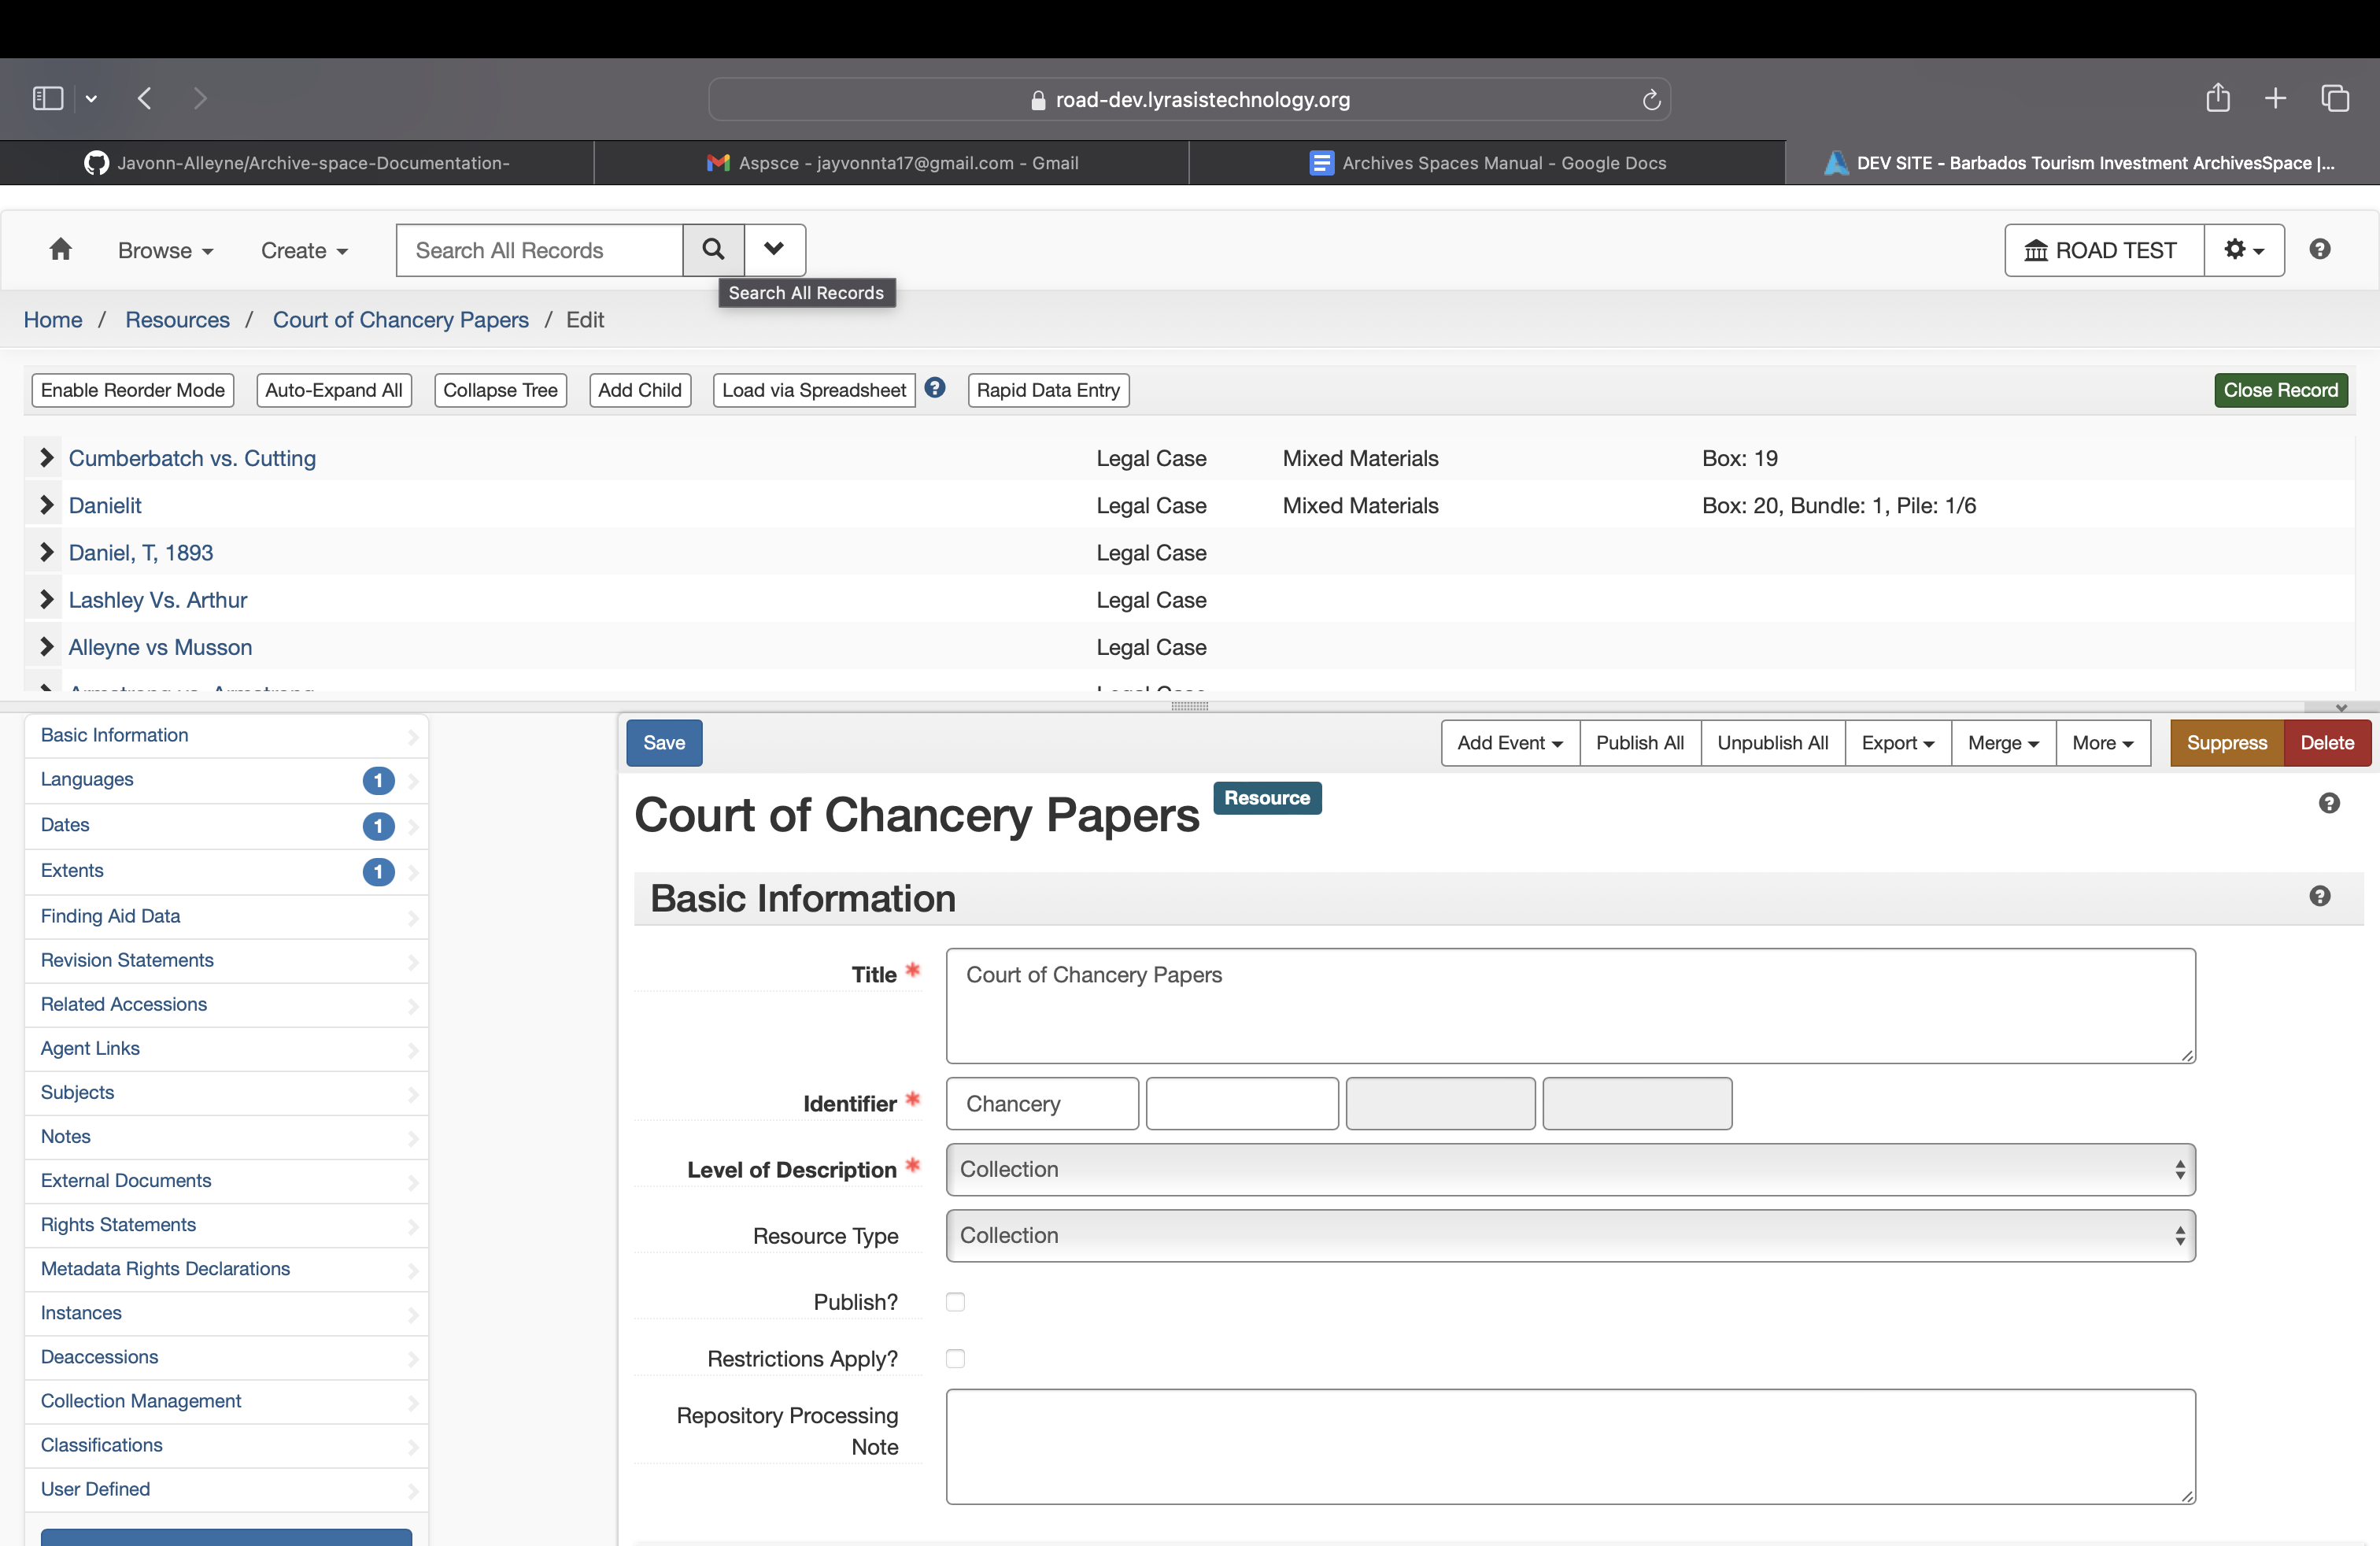 road-dev.lyrasistechnology.org
Javonn-Alleyne/Archive-space-Documentation-
Aspsce - jayvonnta17@gmail.com - Gmail
Archives Spaces Manual - Google Docs
DEV SITE - Barbados Tourism Investment ArchivesSpace |...
Browse
Create
Search All Records
ROAD TEST
Search All Records
Home / Resources / Court of Chancery Papers / Edit
Enable Reorder Mode
Auto-Expand All
Collapse Tree
Add Child
Load via Spreadsheet
Rapid Data Entry
Close Record
Cumberbatch vs. Cutting Legal Case Mixed Materials Box: 19
Danielit Legal Case Mixed Materials Box: 20, Bundle: 1, Pile: 1/6
Daniel, T, 1893 Legal Case
Lashley Vs. Arthur Legal Case
Alleyne vs Musson Legal Case
Armstrong vs. Armstrong Legal Case
Basic Information
Languages 1
Dates 1
Extents 1
Finding Aid Data
Revision Statements
Related Accessions
Agent Links
Subjects
Notes
External Documents
Rights Statements
Metadata Rights Declarations
Instances
Deaccessions
Collection Management
Classifications
User Defined
Save
Add Event
Publish All
Unpublish All
Export
Merge
More
Suppress
Delete
Court of Chancery Papers Resource
Basic Information
Title * Court of Chancery Papers
Identifier * Chancery
Level of Description * Collection
Resource Type Collection
Publish?
Restrictions Apply?
Repository Processing
Note